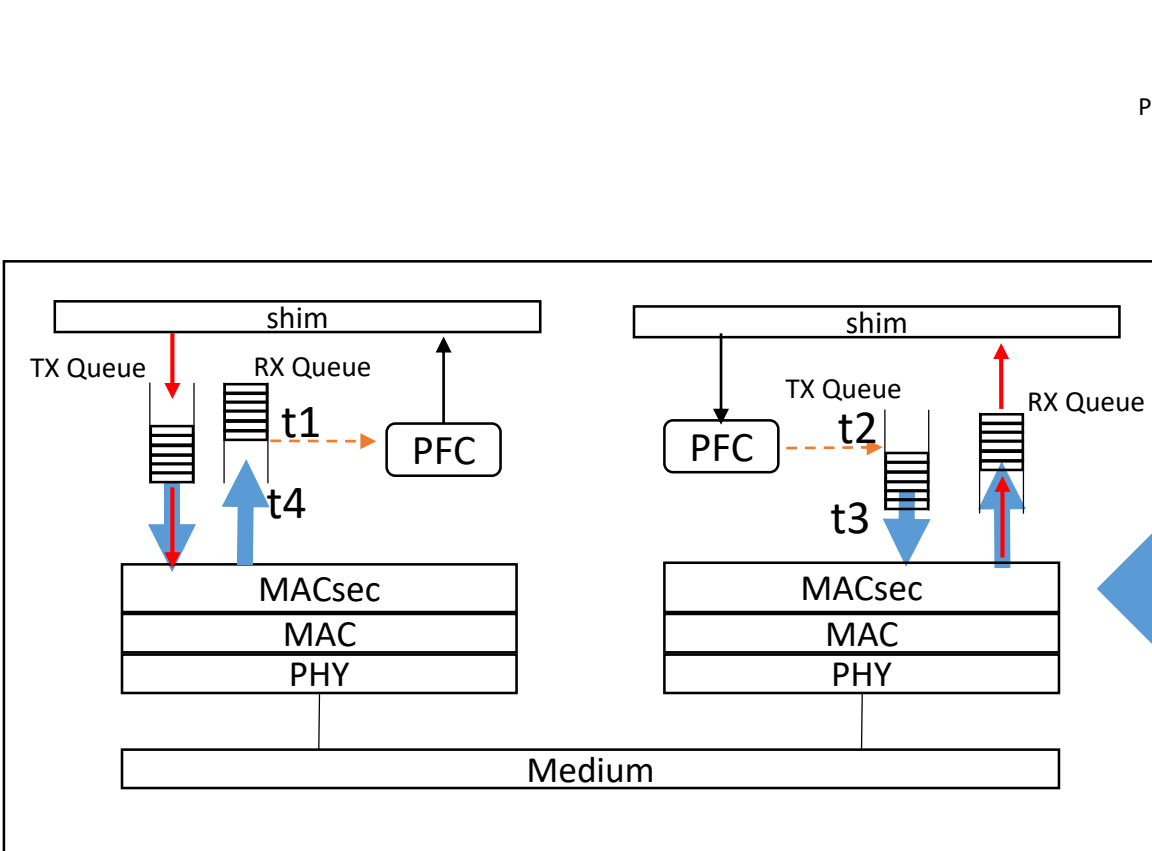 P
shim
shim
TX Queue
RX Queue
TX Queue
RX Queue
t1
t2
PFC
PFC
t4
t3
MACsec
MACsec
MAC
MAC
PHY
PHY
Medium